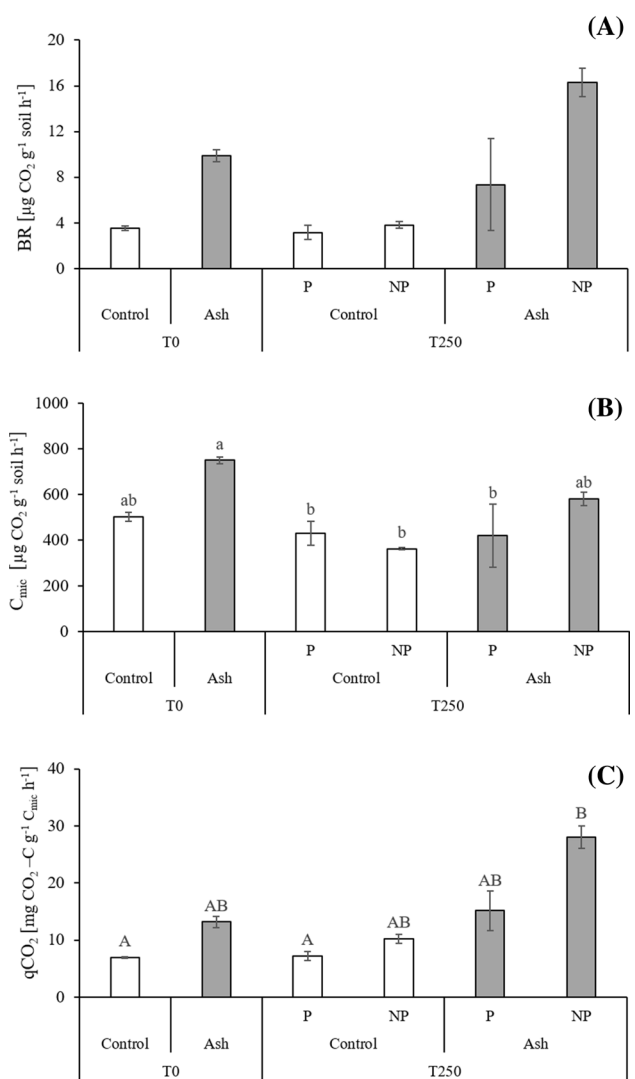 (A)
20
16
12
8
4
0
BR [µg CO2 g-1 soil h-1]
P NP P NP
Control Ash Control Ash
T0 T250
(B)
1000
800
600
400
200
0
Cmic [µg CO2 g-1 soil h-1]
ab a b b b ab
P NP P NP
Control Ash Control Ash
T0 T250
(C)
40
30
20
10
0
qCO2 [mg CO2 –C g-1 Cmic h-1]
A AB A AB AB B
P NP P NP
Control Ash Control Ash
T0 T250